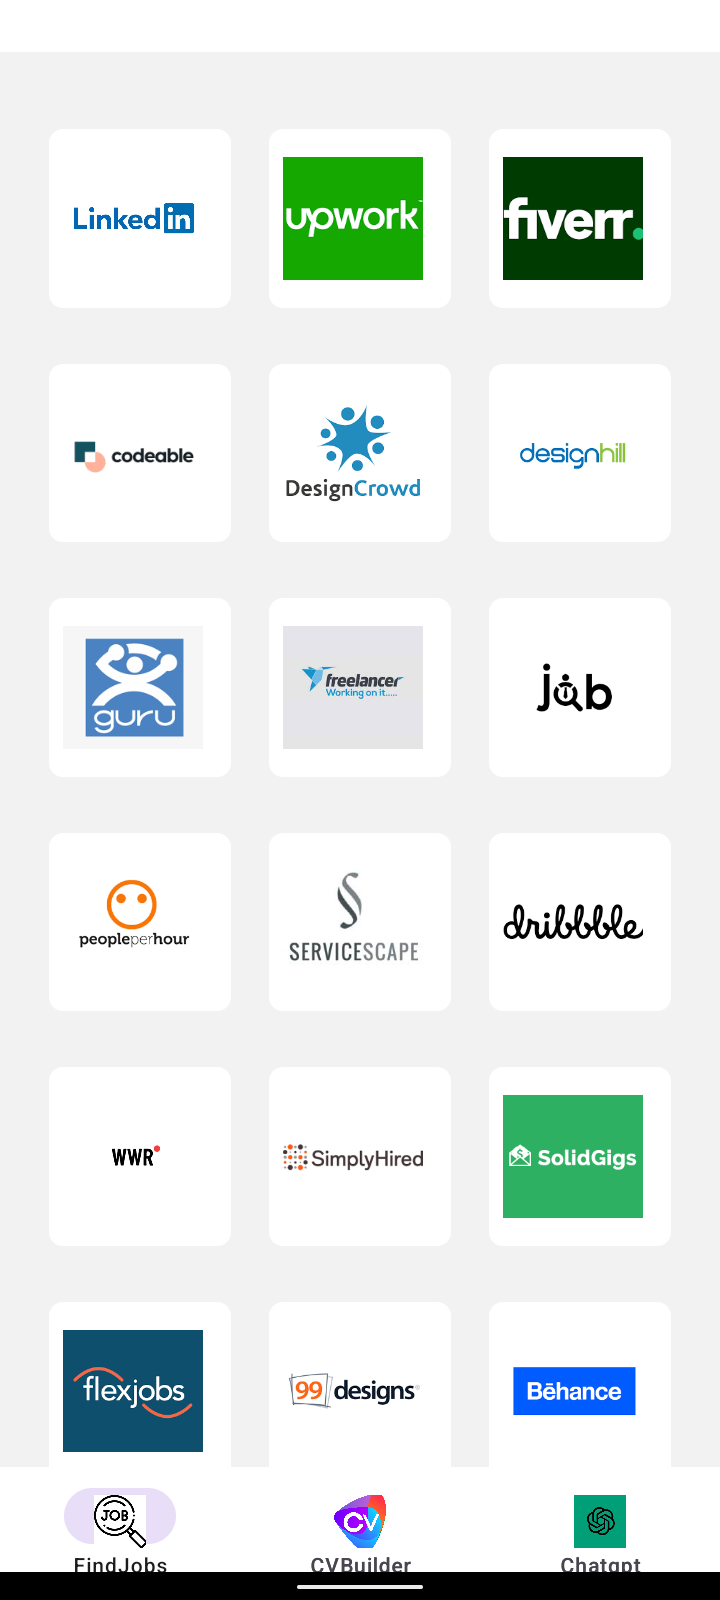 Linkedin
upwork
fiverr.
codeable
DesignCrowd
designhill
guru
freelancer
Working on it.....
job
peopleperhour
SERVICESCAPE
dribbble
WWR
SimplyHired
SolidGigs
flexjobs
99designs
Bēhance
JOB
CV
FindJobs
CVBuilder
Chatgpt